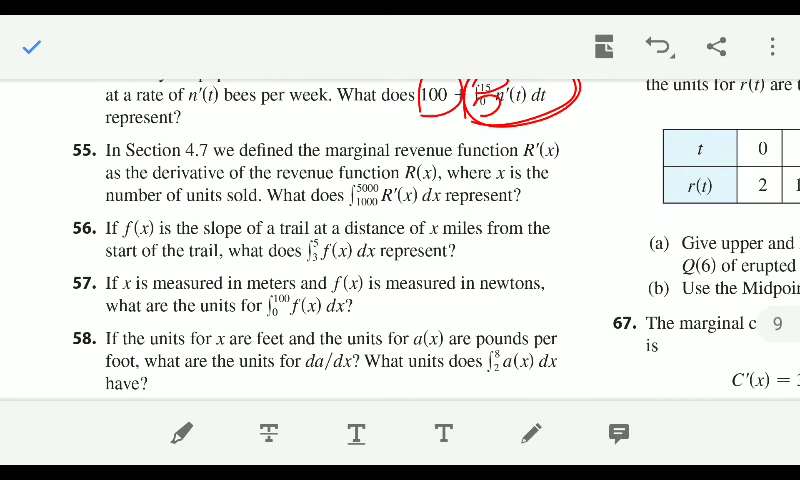 at a rate of n′(t) bees per week. What does 100 + ∫₀¹⁵ n′(t) dt
represent?
55. In Section 4.7 we defined the marginal revenue function R′(x)
as the derivative of the revenue function R(x), where x is the
number of units sold. What does ∫₁₀₀₀⁵⁰⁰⁰ R′(x) dx represent?
56. If f(x) is the slope of a trail at a distance of x miles from the
start of the trail, what does ∫₃⁵ f(x) dx represent?
57. If x is measured in meters and f(x) is measured in newtons,
what are the units for ∫₀¹⁰⁰ f(x) dx?
58. If the units for x are feet and the units for a(x) are pounds per
foot, what are the units for da/dx? What units does ∫₂⁸ a(x) dx
have?
the units for r(t) are
t 0
r(t) 2 1
(a) Give upper and
Q(6) of erupted
(b) Use the Midpoi
67. The marginal c
is
C′(x) =
9
T T